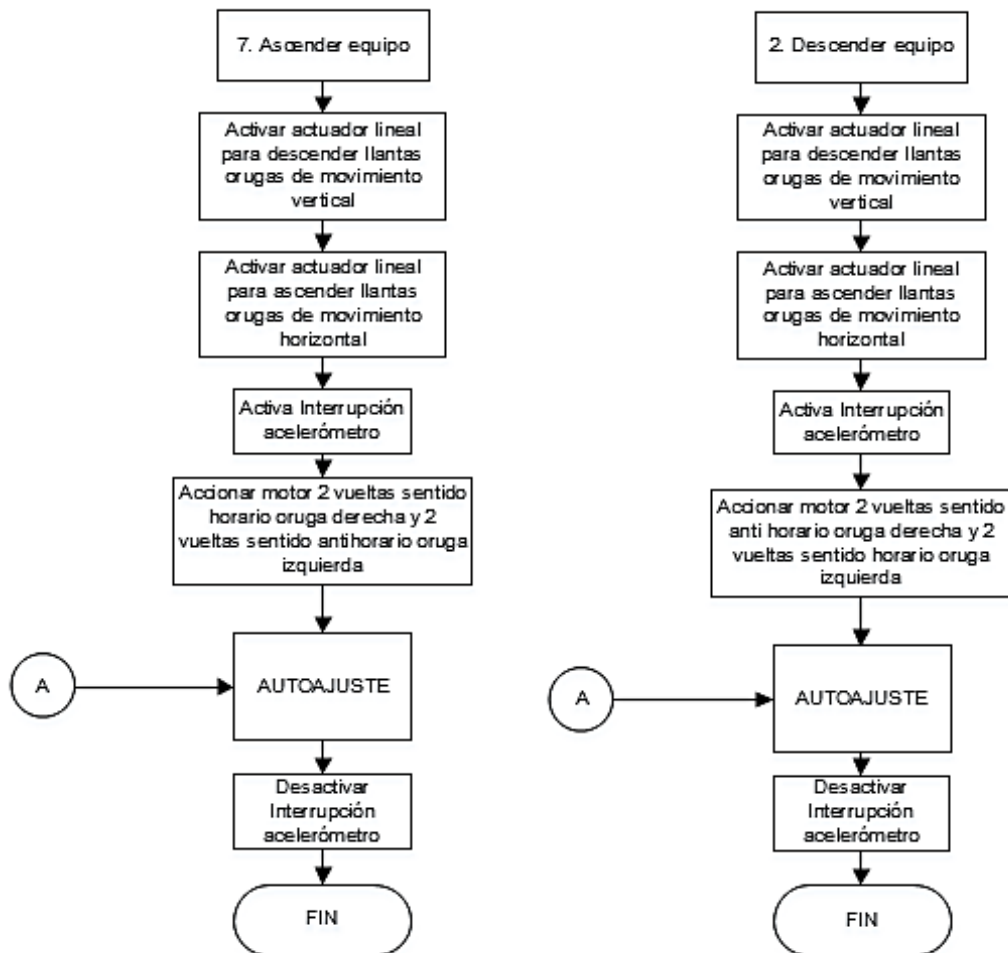 7. Ascender equipo
Activar actuador lineal
para descender llantas
orugas de movimiento
vertical
Activar actuador lineal
para ascender llantas
orugas de movimiento
horizontal
Activa Interrupción
acelerómetro
Accionar motor 2 vueltas sentido
horario oruga derecha y 2
vueltas sentido antihorario oruga
izquierda
A
AUTOAJUSTE
Desactivar
Interrupción
acelerómetro
FIN
2. Descender equipo
Activar actuador lineal
para descender llantas
orugas de movimiento
vertical
Activar actuador lineal
para ascender llantas
orugas de movimiento
horizontal
Activa Interrupción
acelerómetro
Accionar motor 2 vueltas sentido
anti horario oruga derecha y 2
vueltas sentido horario oruga
izquierda
A
AUTOAJUSTE
Desactivar
Interrupción
acelerómetro
FIN